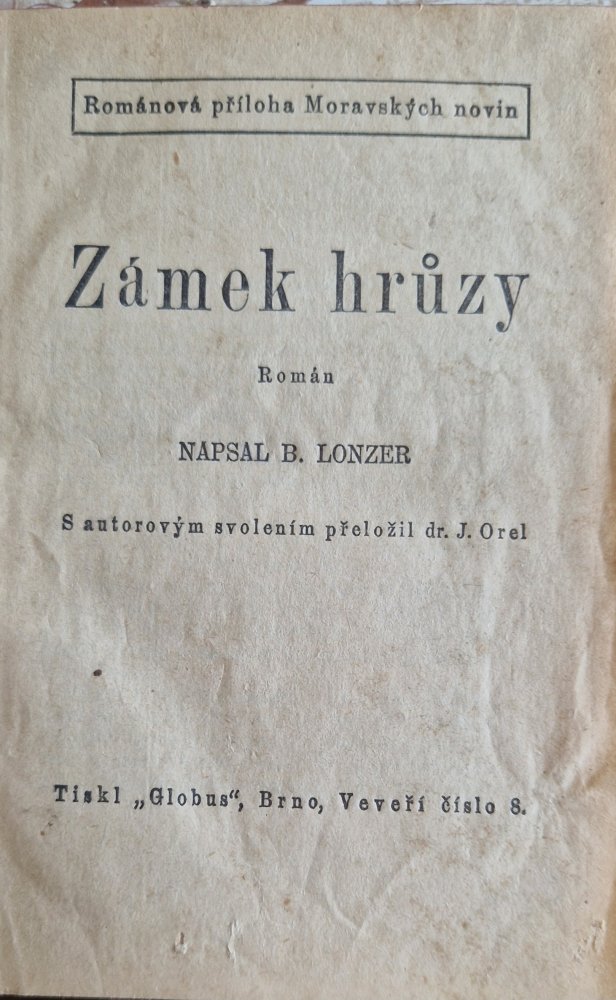 Románová příloha Moravských novin
Zámek hrůzy
Román
NAPSAL B. LONZER
S autorovým svolením přeložil dr. J. Orel
Tiskl „Globus“, Brno, Veveří číslo 8.